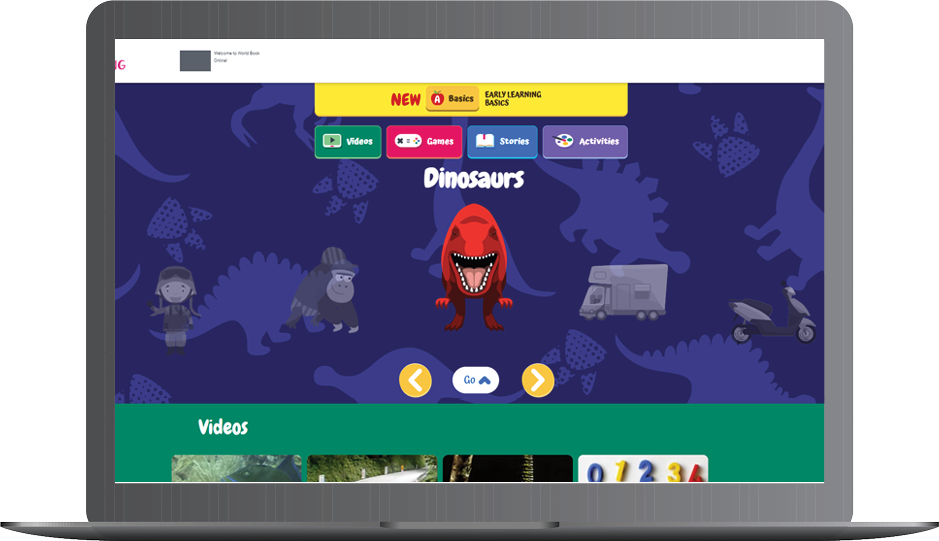 NG
Welcome to World Book
Online!
NEW A Basics EARLY LEARNING
BASICS
Videos Games Stories Activities
Dinosaurs
Go
Videos
0 1 2 3 4